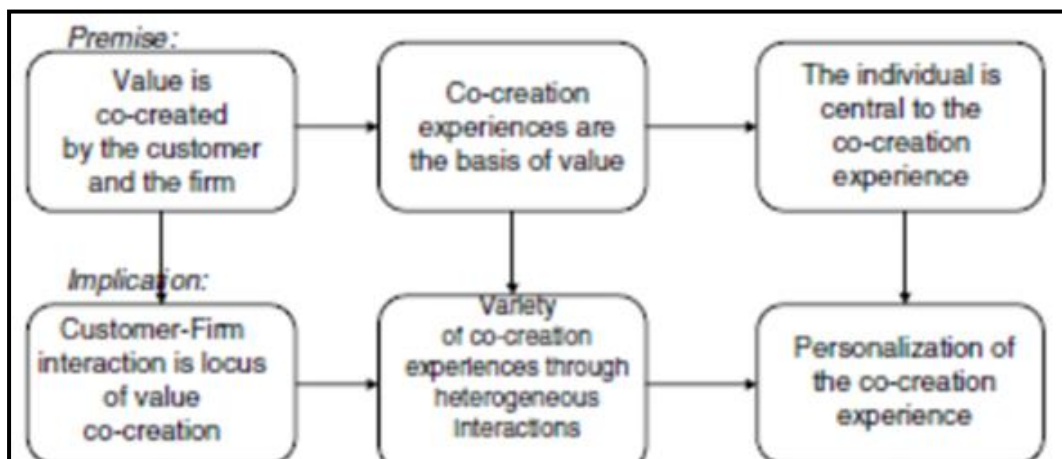 Premise:
Value is
co-created
by the customer
and the firm
Co-creation
experiences are
the basis of value
The individual is
central to the
co-creation
experience
Implication:
Customer-Firm
interaction is locus
of value
co-creation
Variety
of co-creation
experiences through
heterogeneous
Interactions
Personalization of
the co-creation
experience